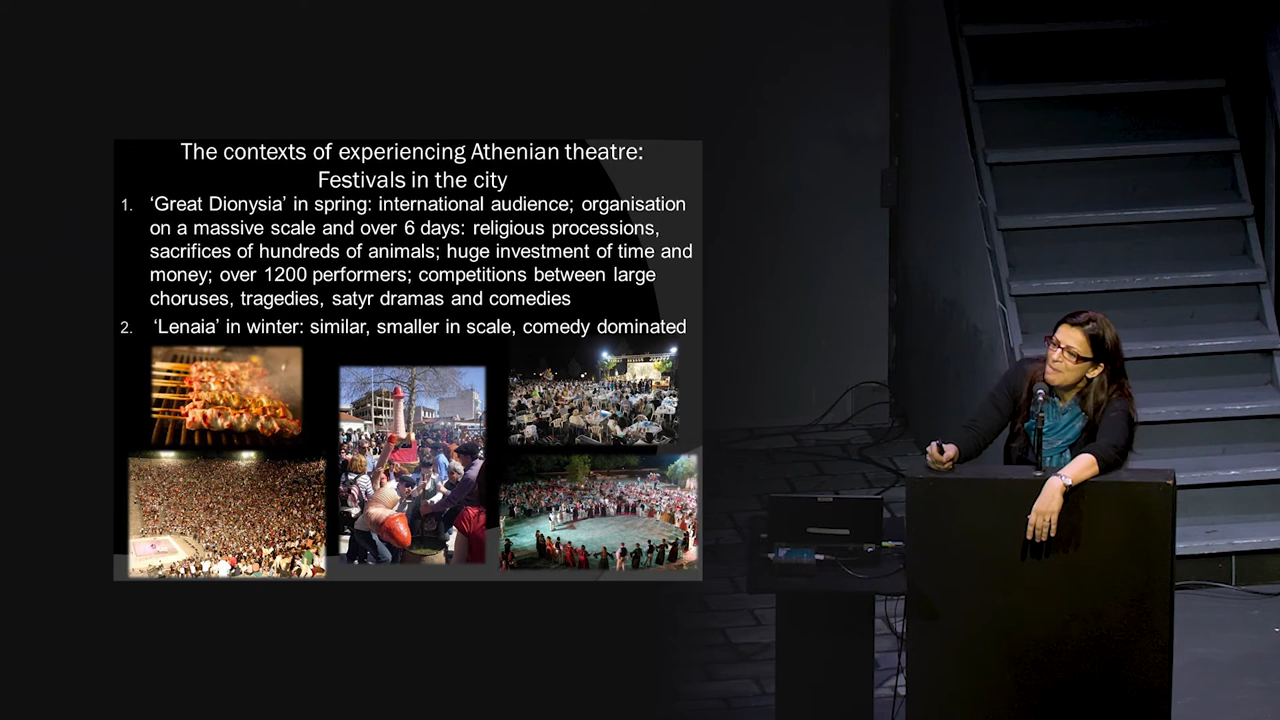 The contexts of experiencing Athenian theatre:
Festivals in the city
1. ‘Great Dionysia’ in spring: international audience; organisation
on a massive scale and over 6 days: religious processions,
sacrifices of hundreds of animals; huge investment of time and
money; over 1200 performers; competitions between large
choruses, tragedies, satyr dramas and comedies
2. ‘Lenaia’ in winter: similar, smaller in scale, comedy dominated